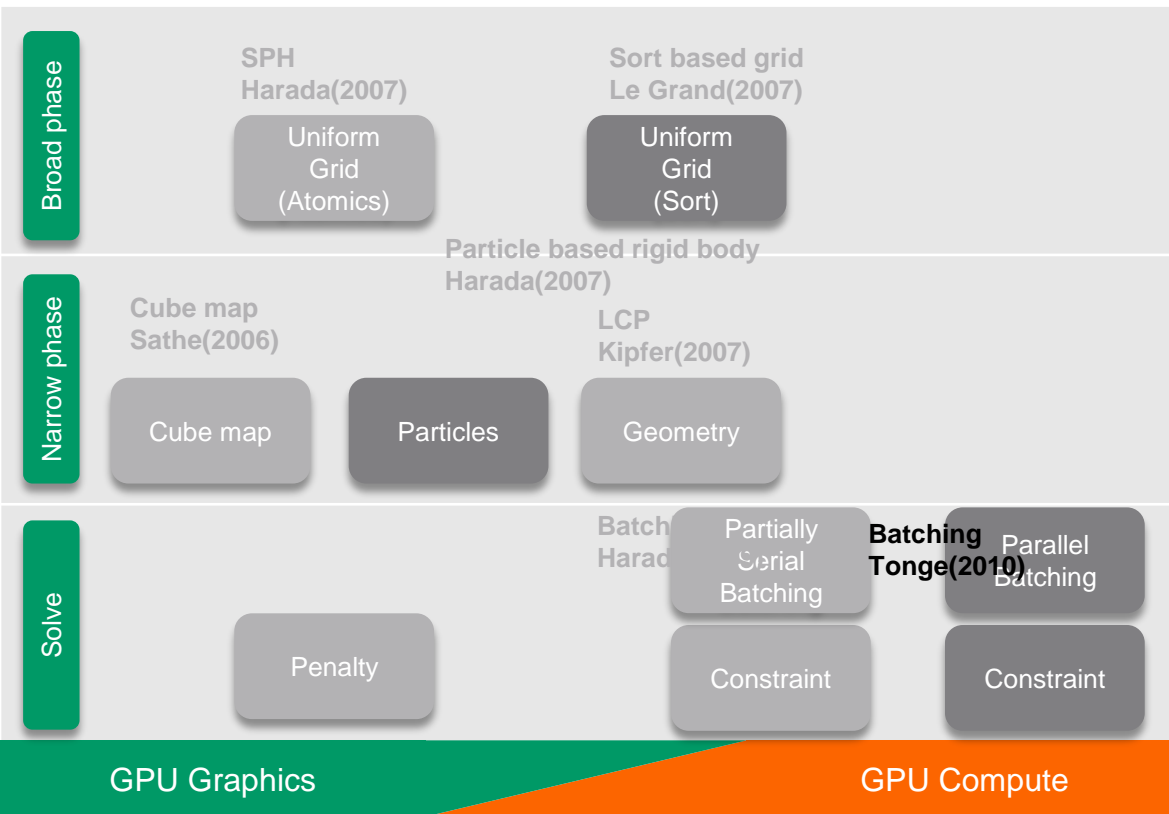 Broad phase
SPH
Harada(2007)
Uniform
Grid
(Atomics)
Sort based grid
Le Grand(2007)
Uniform
Grid
(Sort)
Particle based rigid body
Harada(2007)
Narrow phase
Cube map
Sathe(2006)
LCP
Kipfer(2007)
Cube map
Particles
Geometry
Solve
Partially
Serial
Batching
Batching
Tonge(2010)
Parallel
Batching
Penalty
Constraint
Constraint
GPU Graphics
GPU Compute